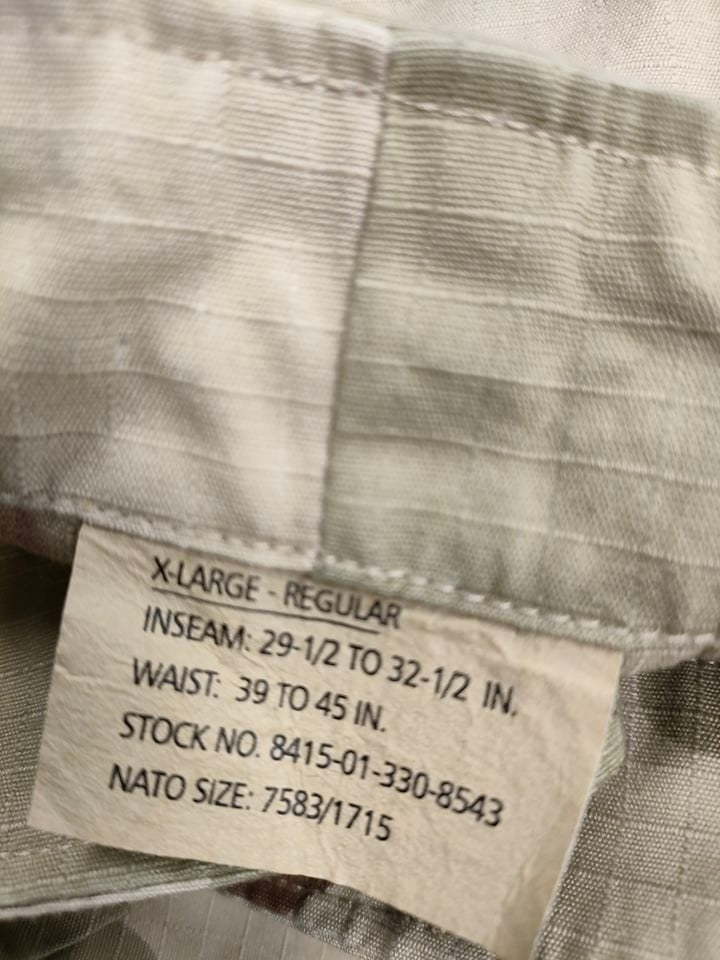 X-LARGE - REGULAR
INSEAM: 29-1/2 TO 32-1/2 IN.
WAIST: 39 TO 45 IN.
STOCK NO. 8415-01-330-8543
NATO SIZE: 7583/1715